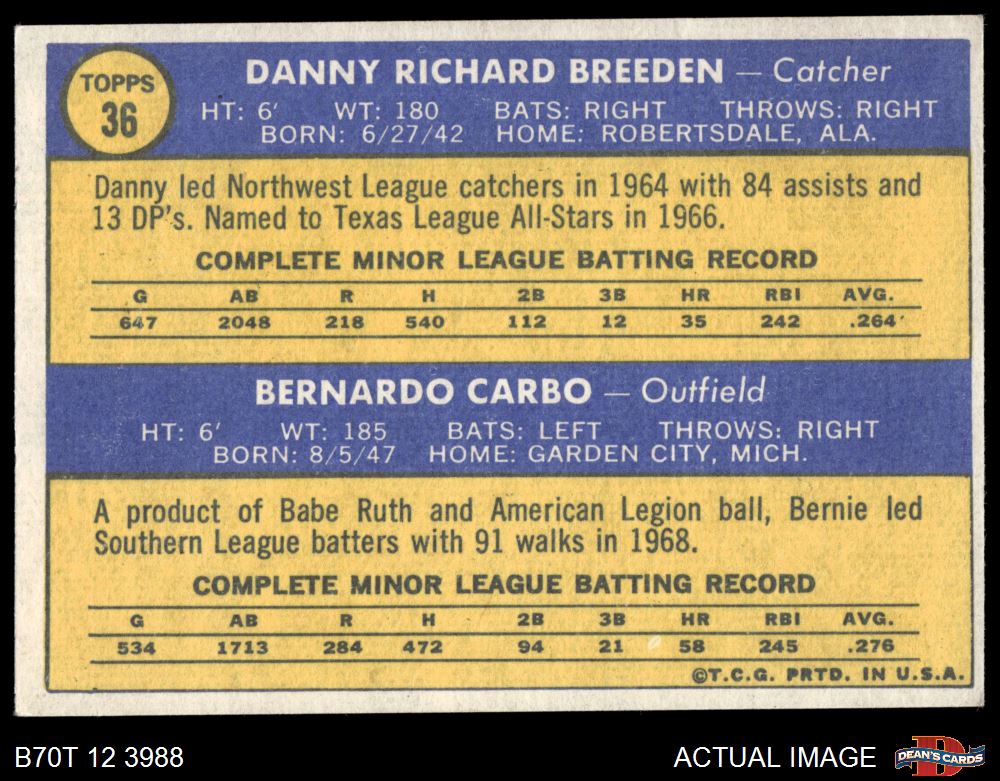 TOPPS
36
DANNY RICHARD BREEDEN — Catcher
HT: 6' WT: 180 BATS: RIGHT THROWS: RIGHT
BORN: 6/27/42 HOME: ROBERTSDALE, ALA.
Danny led Northwest League catchers in 1964 with 84 assists and
13 DP's. Named to Texas League All-Stars in 1966.
COMPLETE MINOR LEAGUE BATTING RECORD
G AB R H 2B 3B HR RBI AVG.
647 2048 218 540 112 12 35 242 .264
BERNARDO CARBO — Outfield
HT: 6' WT: 185 BATS: LEFT THROWS: RIGHT
BORN: 8/5/47 HOME: GARDEN CITY, MICH.
A product of Babe Ruth and American Legion ball, Bernie led
Southern League batters with 91 walks in 1968.
COMPLETE MINOR LEAGUE BATTING RECORD
G AB R H 2B 3B HR RBI AVG.
534 1713 284 472 94 21 58 245 .276
©T.C.G. PRTD. IN U.S.A.
B70T 12 3988 ACTUAL IMAGE DEAN'S CARDS